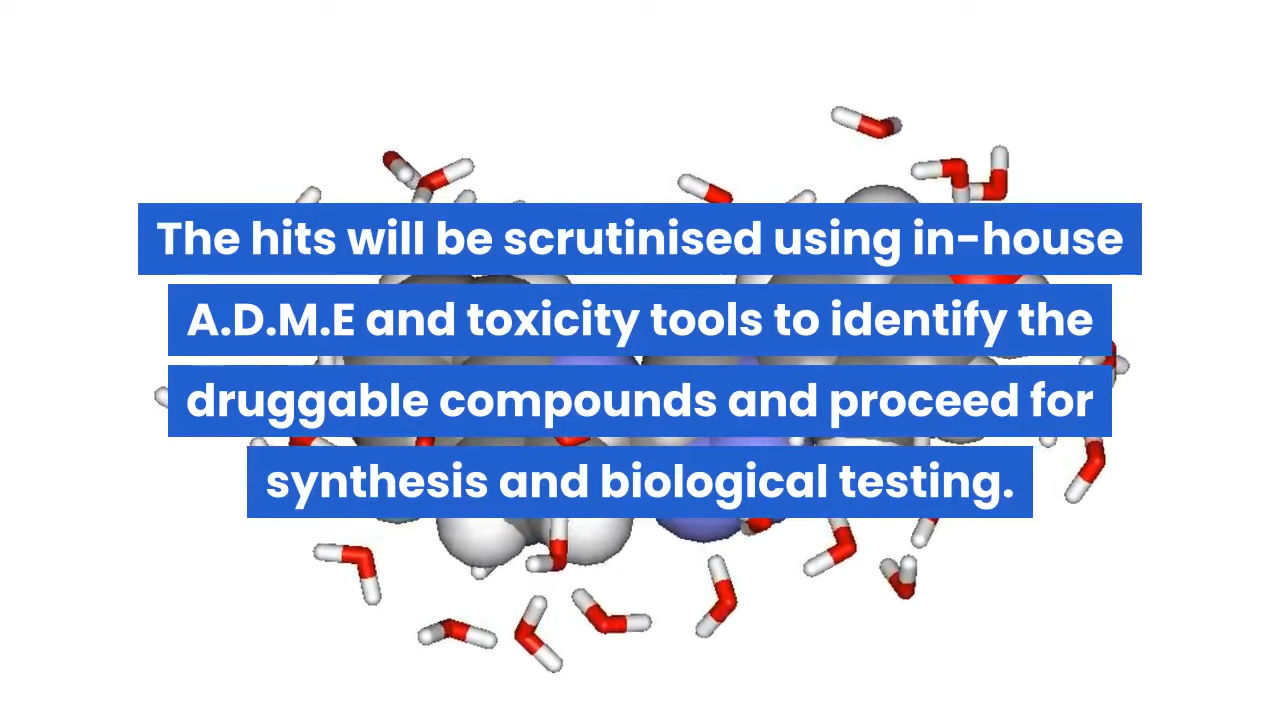 The hits will be scrutinised using in-house
A.D.M.E and toxicity tools to identify the
druggable compounds and proceed for
synthesis and biological testing.